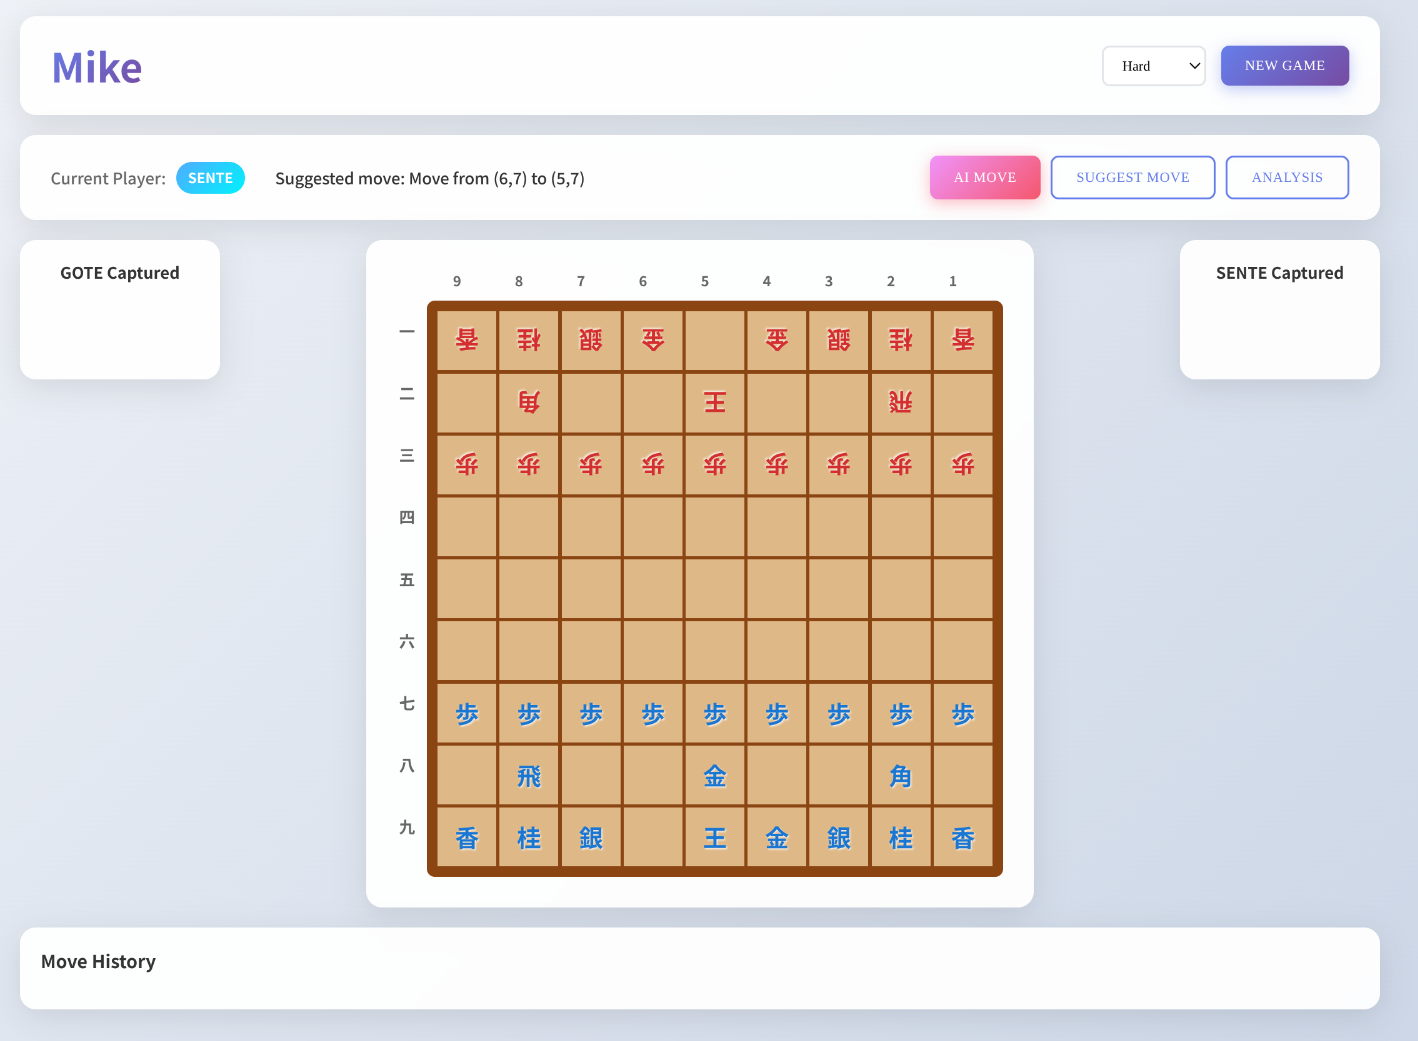 Mike
Hard
NEW GAME
Current Player: SENTE
Suggested move: Move from (6,7) to (5,7)
AI MOVE
SUGGEST MOVE
ANALYSIS
GOTE Captured
SENTE Captured
9 8 7 6 5 4 3 2 1
一 香 桂 銀 金 金 銀 桂 香
二 角 王 飛
三 歩 歩 歩 歩 歩 歩 歩 歩 歩
四
五
六
七 歩 歩 歩 歩 歩 歩 歩 歩 歩
八 飛 金 角
九 香 桂 銀 王 金 銀 桂 香
Move History